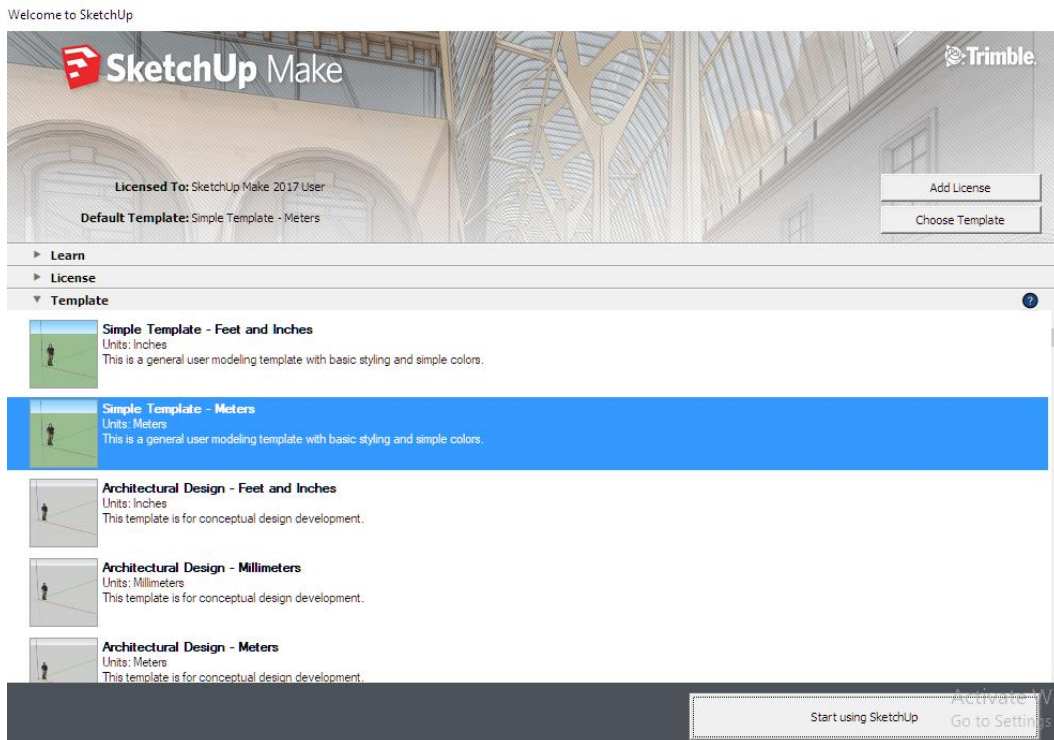 Welcome to SketchUp
SketchUp Make
Trimble
Licensed To: SketchUp Make 2017 User
Add License
Default Template: Simple Template - Meters
Choose Template
Learn
License
Template
?
Simple Template - Feet and Inches
Units: Inches
This is a general user modeling template with basic styling and simple colors.
Simple Template - Meters
Units: Meters
This is a general user modeling template with basic styling and simple colors.
Architectural Design - Feet and Inches
Units: Inches
This template is for conceptual design development.
Architectural Design - Millimeters
Units: Millimeters
This template is for conceptual design development.
Architectural Design - Meters
Units: Meters
This template is for conceptual design development.
Activate W
Start using SketchUp
Go to Settings